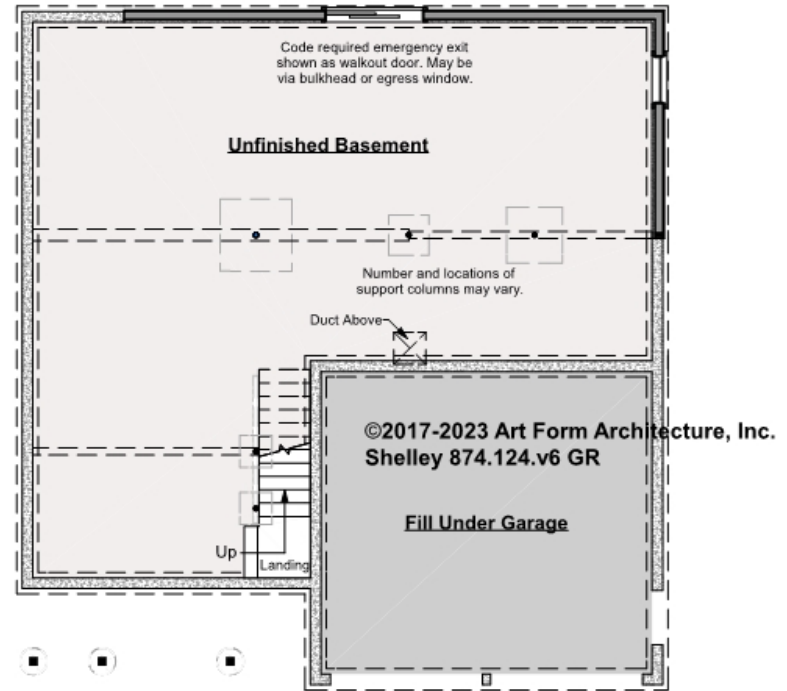 Code required emergency exit
shown as walkout door. May be
via bulkhead or egress window.
Unfinished Basement
Number and locations of
support columns may vary.
Duct Above
©2017-2023 Art Form Architecture, Inc.
Shelley 874.124.v6 GR
Fill Under Garage
Up
Landing